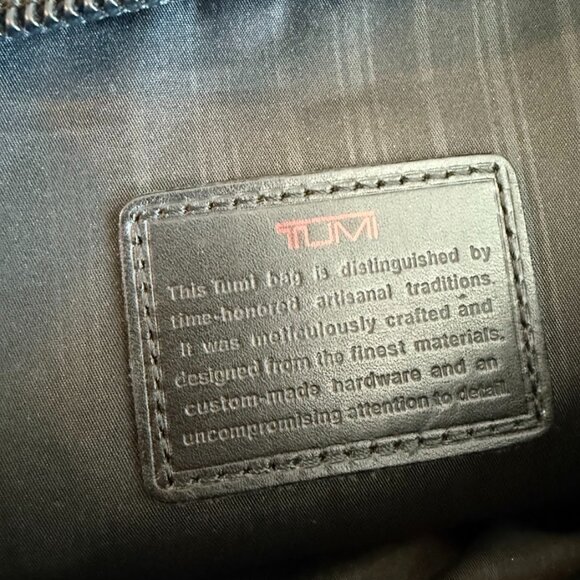 TUMI
This Tumi bag is distinguished by
time-honored artisanal traditions.
It was meticulously crafted and
designed from the finest materials,
custom-made hardware and an
uncompromising attention to detail.